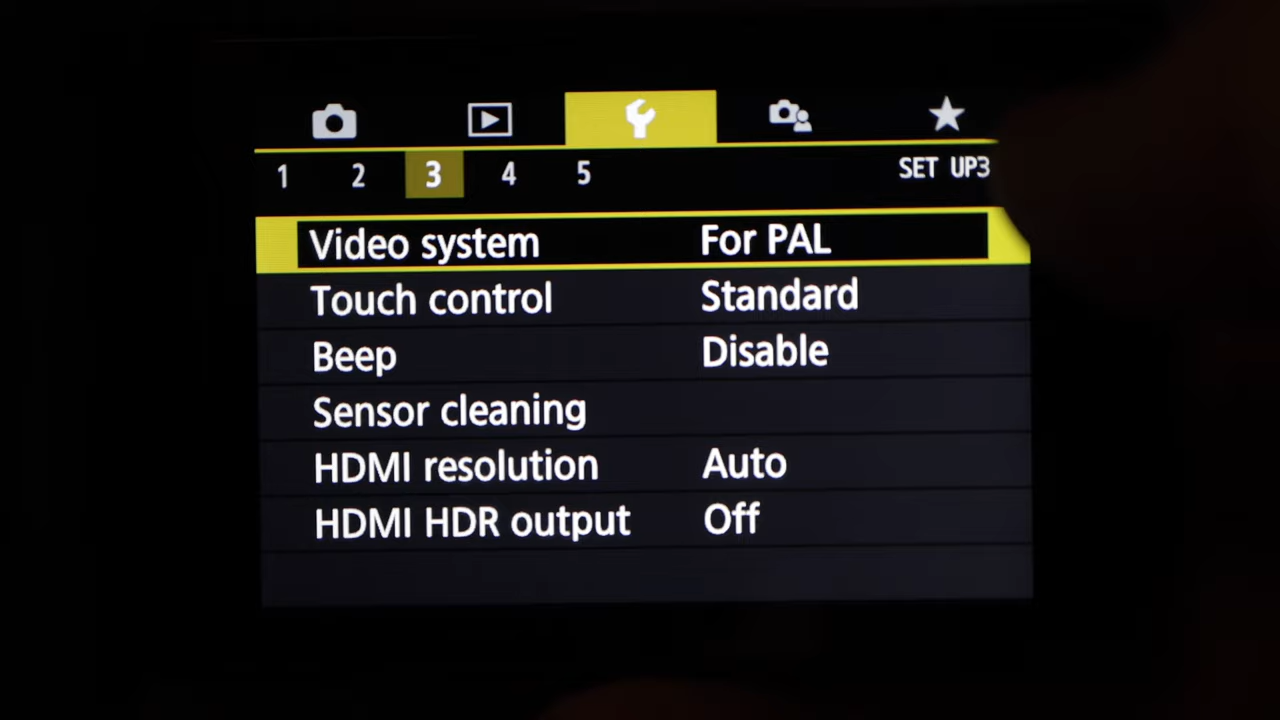 1 2 3 4 5 SET UP3
Video system For PAL
Touch control Standard
Beep Disable
Sensor cleaning
HDMI resolution Auto
HDMI HDR output Off